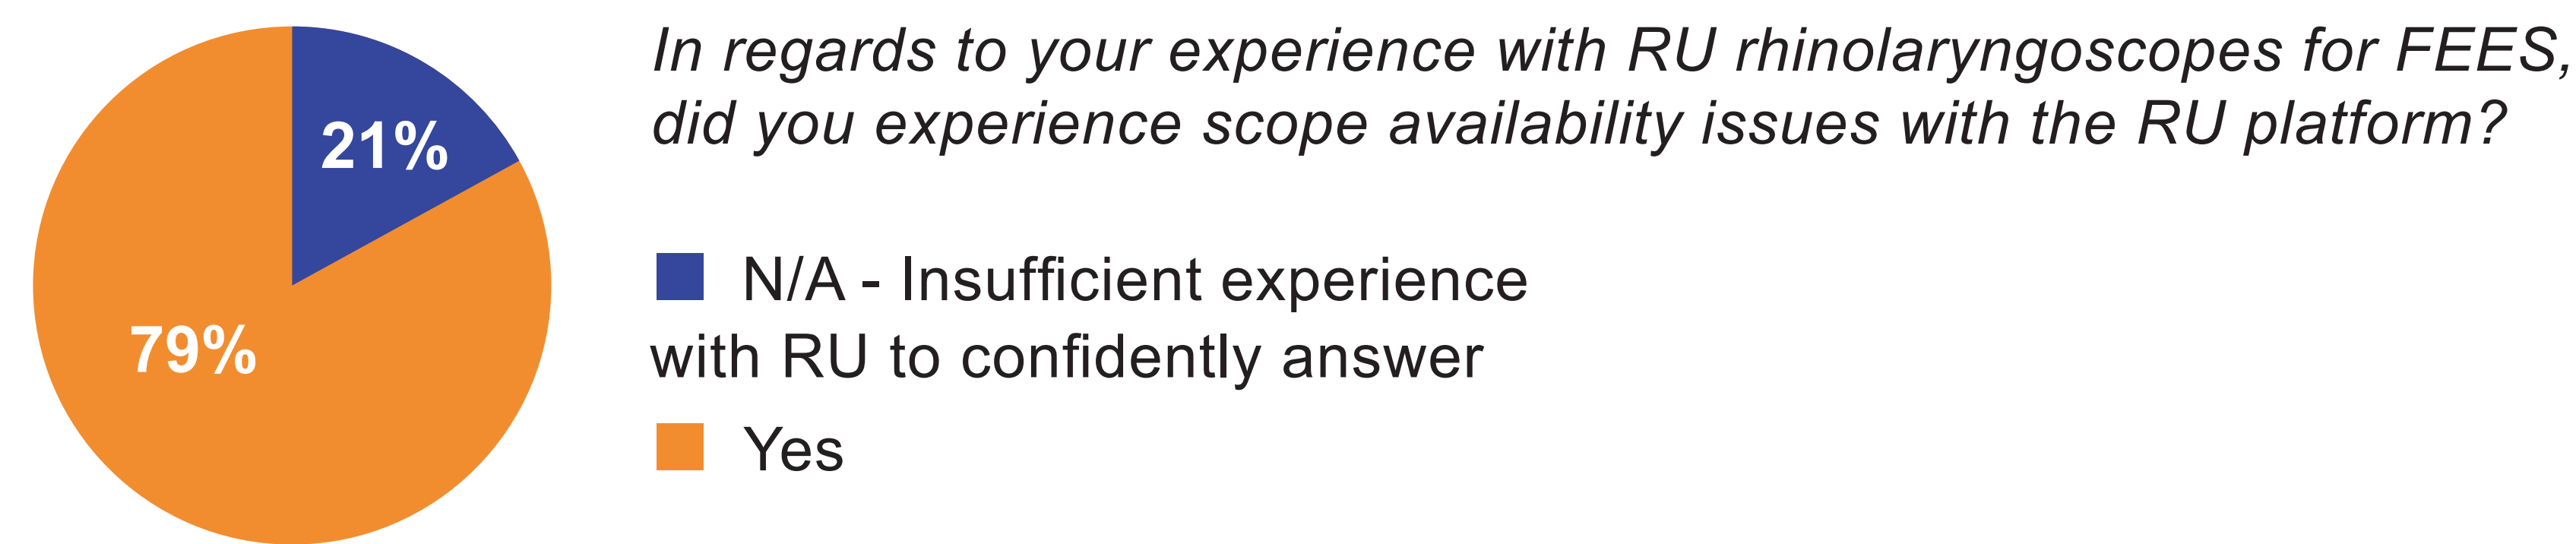 In regards to your experience with RU rhinolaryngoscopes for FEES,
did you experience scope availability issues with the RU platform?
21%
79%
N/A - Insufficient experience
with RU to confidently answer
Yes